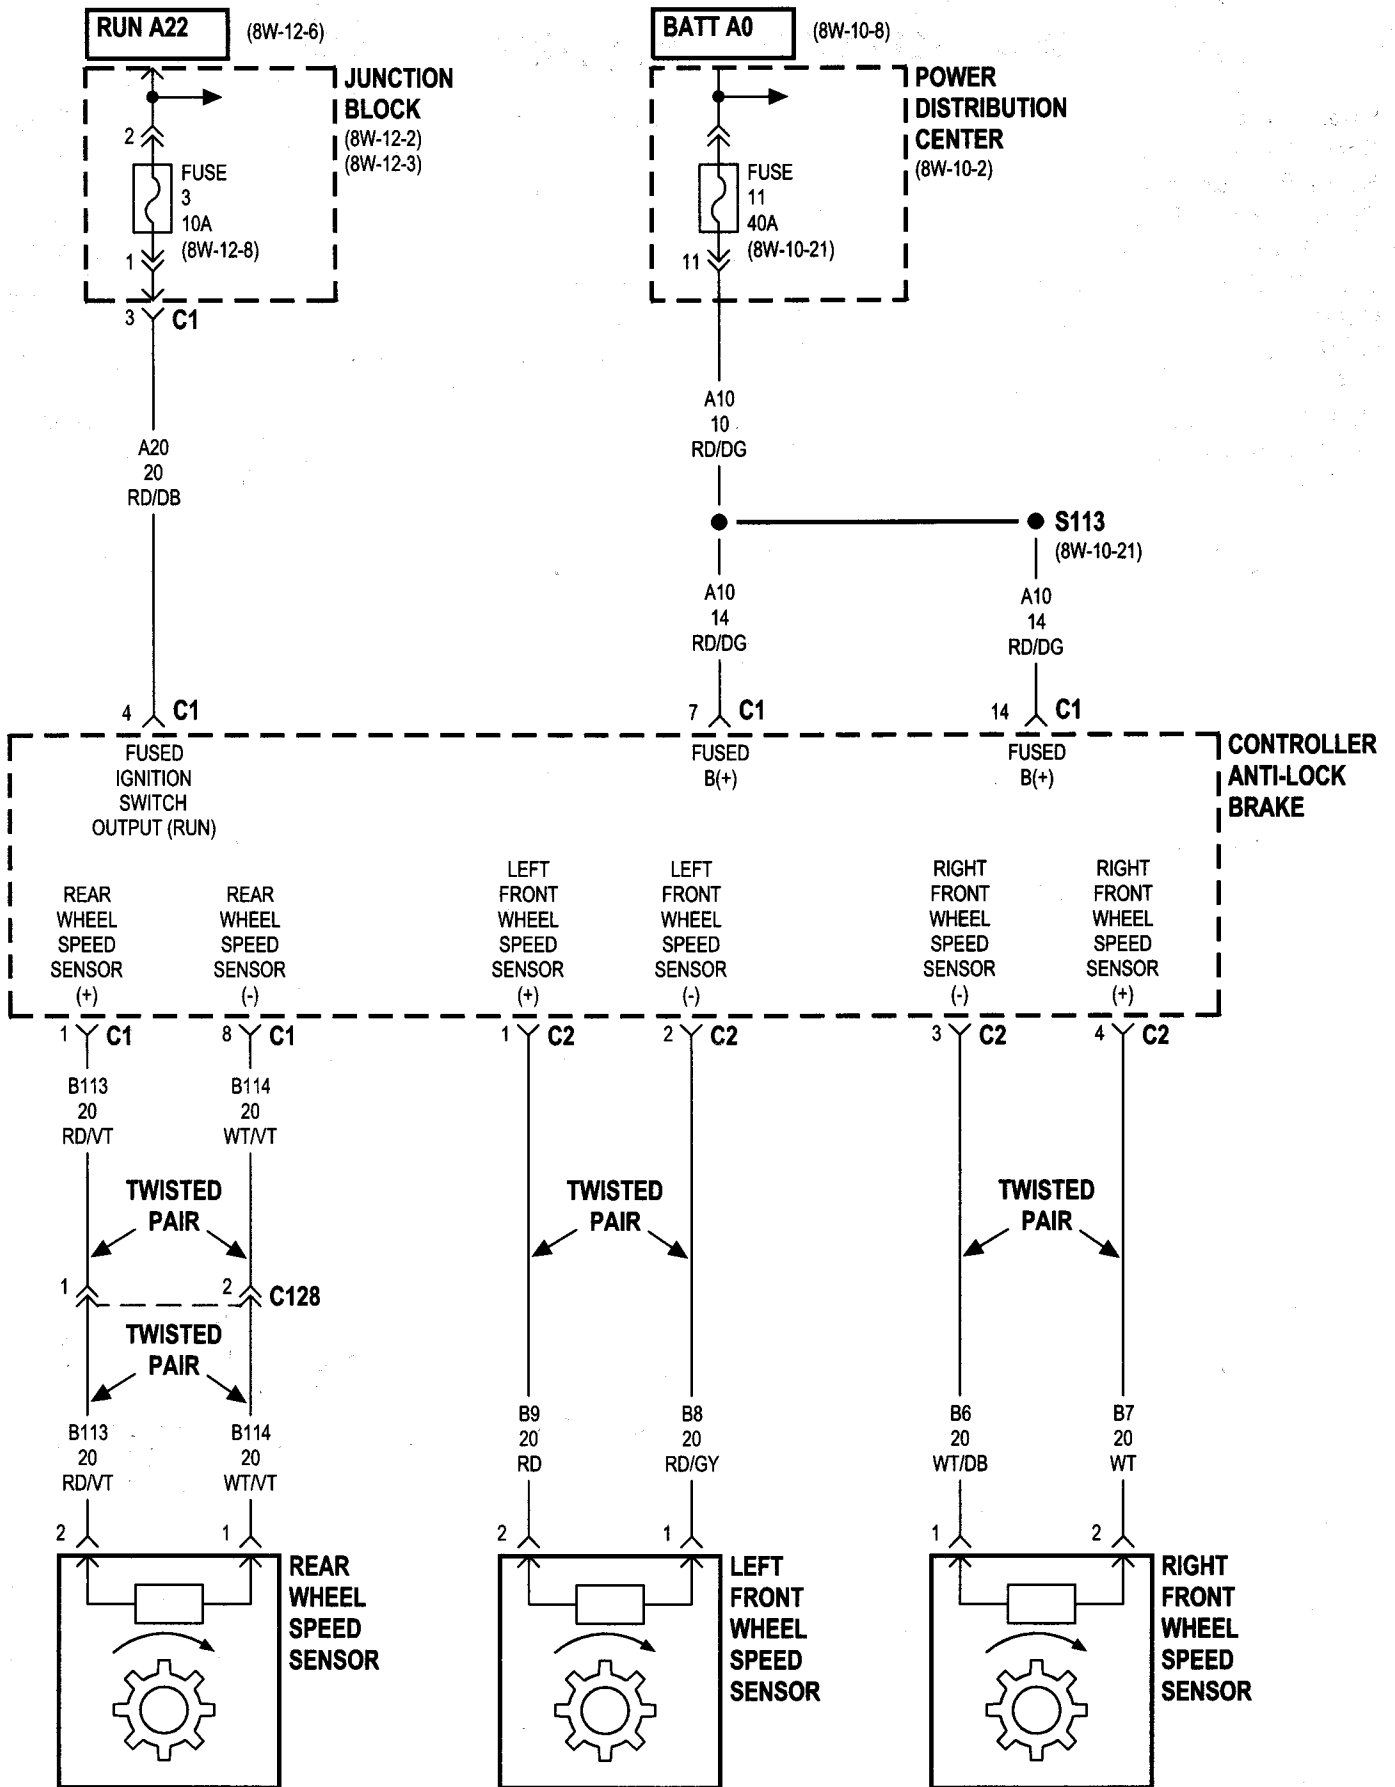 RUN A22
(8W-12-6)
BATT A0
(8W-10-8)
JUNCTION
BLOCK
(8W-12-2)
(8W-12-3)
2
FUSE
3
10A
(8W-12-8)
1
3
C1
POWER
DISTRIBUTION
CENTER
(8W-10-2)
FUSE
11
40A
(8W-10-21)
11
A20
20
RD/DB
A10
10
RD/DG
S113
(8W-10-21)
A10
14
RD/DG
A10
14
RD/DG
4
C1
7
C1
14
C1
FUSED
IGNITION
SWITCH
OUTPUT (RUN)
FUSED
B(+)
FUSED
B(+)
CONTROLLER
ANTI-LOCK
BRAKE
REAR
WHEEL
SPEED
SENSOR
(+)
REAR
WHEEL
SPEED
SENSOR
(-)
LEFT
FRONT
WHEEL
SPEED
SENSOR
(+)
LEFT
FRONT
WHEEL
SPEED
SENSOR
(-)
RIGHT
FRONT
WHEEL
SPEED
SENSOR
(-)
RIGHT
FRONT
WHEEL
SPEED
SENSOR
(+)
1
C1
8
C1
1
C2
2
C2
3
C2
4
C2
B113
20
RD/VT
B114
20
WT/VT
TWISTED
PAIR
TWISTED
PAIR
TWISTED
PAIR
1
2
C128
TWISTED
PAIR
B113
20
RD/VT
B114
20
WT/VT
B9
20
RD
B8
20
RD/GY
B6
20
WT/DB
B7
20
WT
2
1
2
1
1
2
REAR
WHEEL
SPEED
SENSOR
LEFT
FRONT
WHEEL
SPEED
SENSOR
RIGHT
FRONT
WHEEL
SPEED
SENSOR